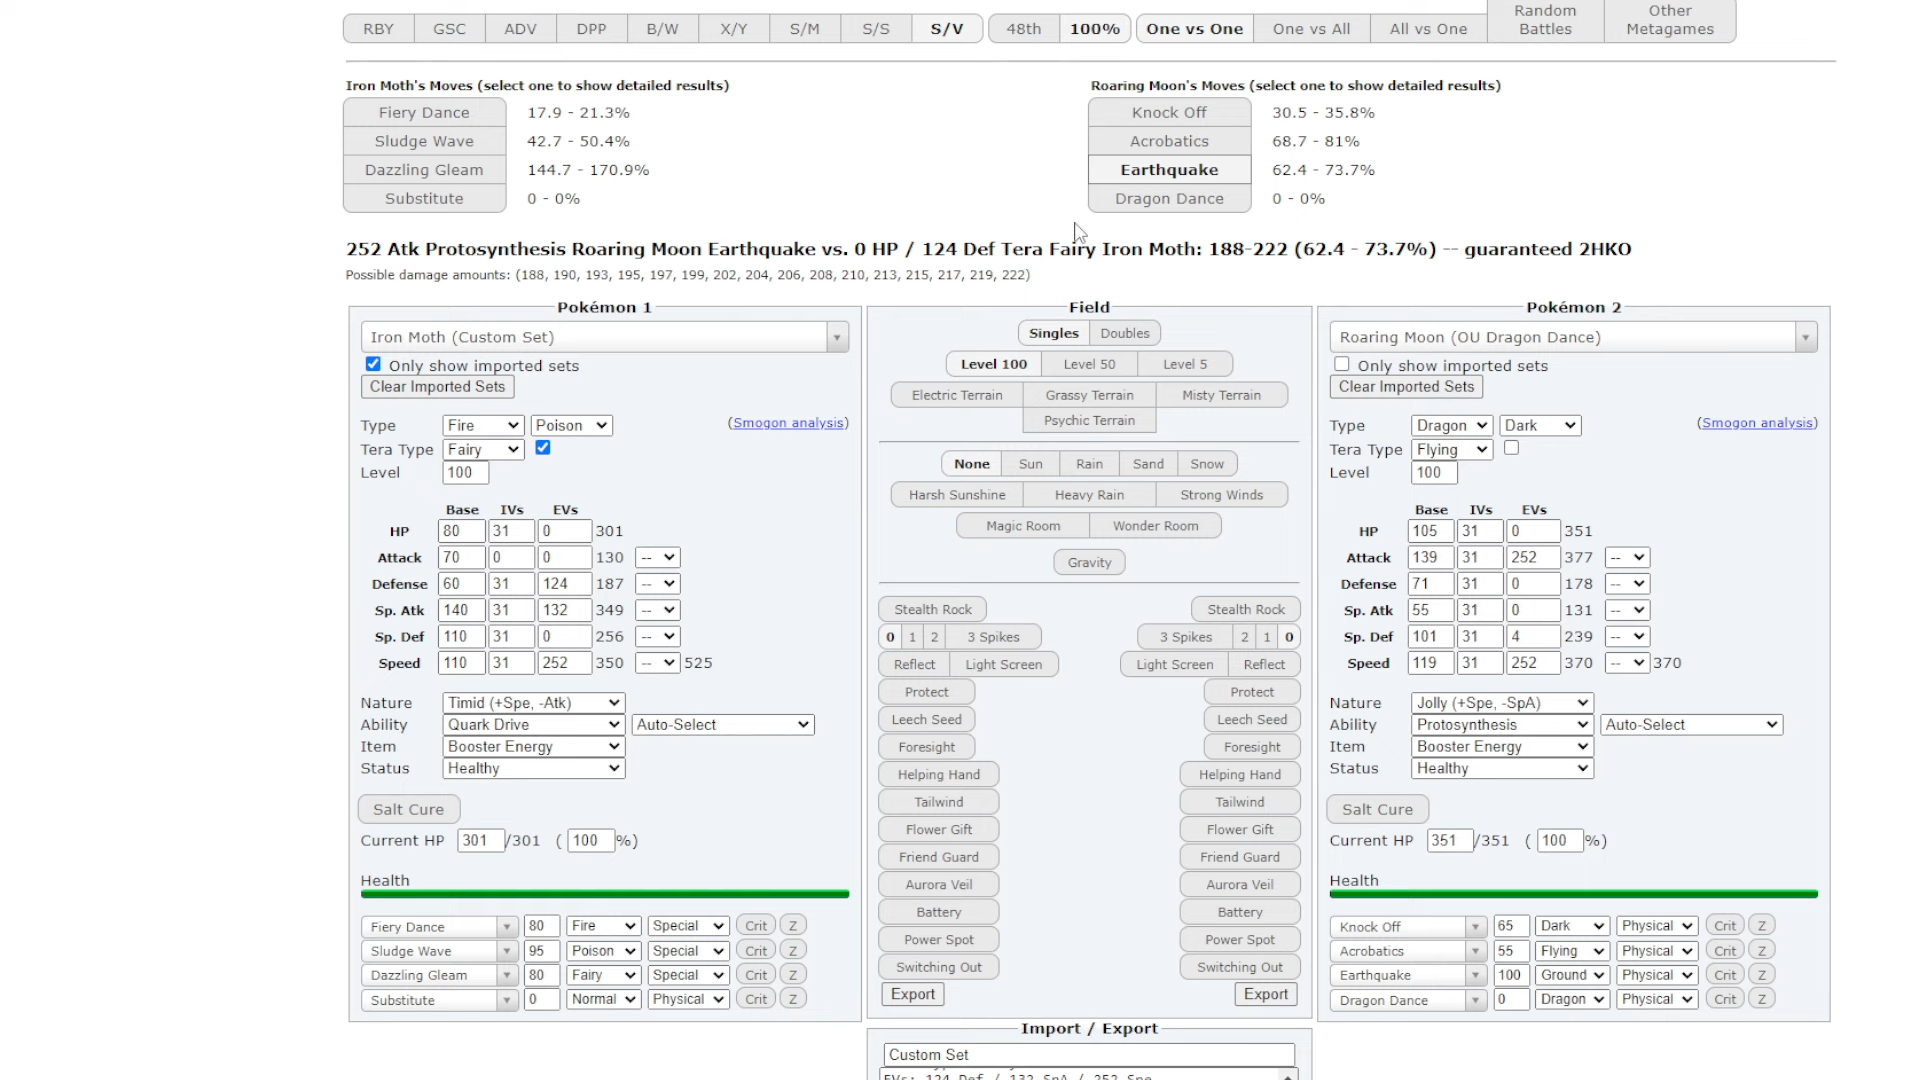 RBY GSC ADV DPP B/W X/Y S/M S/S S/V 48th 100% One vs One One vs All All vs One Random Battles Other Metagames
Iron Moth's Moves (select one to show detailed results)
Fiery Dance 17.9 - 21.3%
Sludge Wave 42.7 - 50.4%
Dazzling Gleam 144.7 - 170.9%
Substitute 0 - 0%
Roaring Moon's Moves (select one to show detailed results)
Knock Off 30.5 - 35.8%
Acrobatics 68.7 - 81%
Earthquake 62.4 - 73.7%
Dragon Dance 0 - 0%
252 Atk Protosynthesis Roaring Moon Earthquake vs. 0 HP / 124 Def Tera Fairy Iron Moth: 188-222 (62.4 - 73.7%) -- guaranteed 2HKO
Possible damage amounts: (188, 190, 193, 195, 197, 199, 202, 204, 206, 208, 210, 213, 215, 217, 219, 222)
Pokémon 1
Iron Moth (Custom Set)
Only show imported sets
Clear Imported Sets
Type Fire Poison (Smogon analysis)
Tera Type Fairy
Level 100
Base IVs EVs
HP 80 31 0 301
Attack 70 0 0 130 --
Defense 60 31 124 187 --
Sp. Atk 140 31 132 349 --
Sp. Def 110 31 0 256 --
Speed 110 31 252 350 -- 525
Nature Timid (+Spe, -Atk)
Ability Quark Drive Auto-Select
Item Booster Energy
Status Healthy
Salt Cure
Current HP 301/301 ( 100 %)
Health
Fiery Dance 80 Fire Special Crit Z
Sludge Wave 95 Poison Special Crit Z
Dazzling Gleam 80 Fairy Special Crit Z
Substitute 0 Normal Physical Crit Z
Field
Singles Doubles
Level 100 Level 50 Level 5
Electric Terrain Grassy Terrain Misty Terrain
Psychic Terrain
None Sun Rain Sand Snow
Harsh Sunshine Heavy Rain Strong Winds
Magic Room Wonder Room
Gravity
Stealth Rock Stealth Rock
0 1 2 3 Spikes 3 Spikes 2 1 0
Reflect Light Screen Light Screen Reflect
Protect Protect
Leech Seed Leech Seed
Foresight Foresight
Helping Hand Helping Hand
Tailwind Tailwind
Flower Gift Flower Gift
Friend Guard Friend Guard
Aurora Veil Aurora Veil
Battery Battery
Power Spot Power Spot
Switching Out Switching Out
Export Export
Import / Export
Custom Set
EVs: 124 Def / 132 SpA / 252 Spe
Pokémon 2
Roaring Moon (OU Dragon Dance)
Only show imported sets
Clear Imported Sets
Type Dragon Dark (Smogon analysis)
Tera Type Flying
Level 100
Base IVs EVs
HP 105 31 0 351
Attack 139 31 252 377 --
Defense 71 31 0 178 --
Sp. Atk 55 31 0 131 --
Sp. Def 101 31 4 239 --
Speed 119 31 252 370 -- 370
Nature Jolly (+Spe, -SpA)
Ability Protosynthesis Auto-Select
Item Booster Energy
Status Healthy
Salt Cure
Current HP 351/351 ( 100 %)
Health
Knock Off 65 Dark Physical Crit Z
Acrobatics 55 Flying Physical Crit Z
Earthquake 100 Ground Physical Crit Z
Dragon Dance 0 Dragon Physical Crit Z